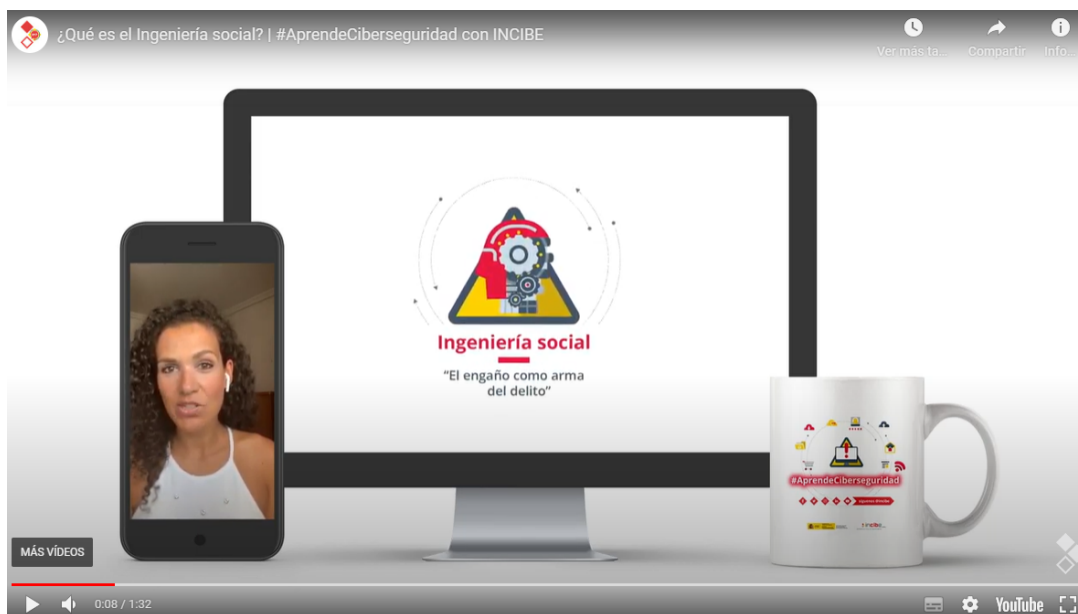 ¿Qué es el Ingeniería social? | #AprendeCiberseguridad con INCIBE
Ver más ta...
Compartir
Info...
Ingeniería social
"El engaño como arma
del delito"
#AprendeCiberseguridad
incibe
MÁS VÍDEOS
0:08 / 1:32
YouTube